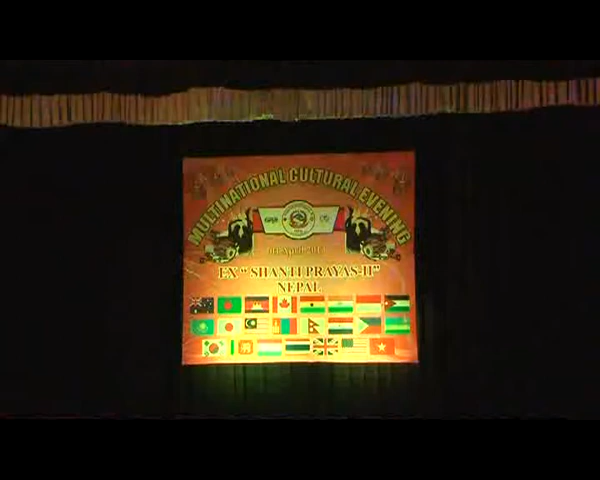 MULTINATIONAL CULTURAL EVENING
EX " SHANTI PRAYAS-II"
NEPAL